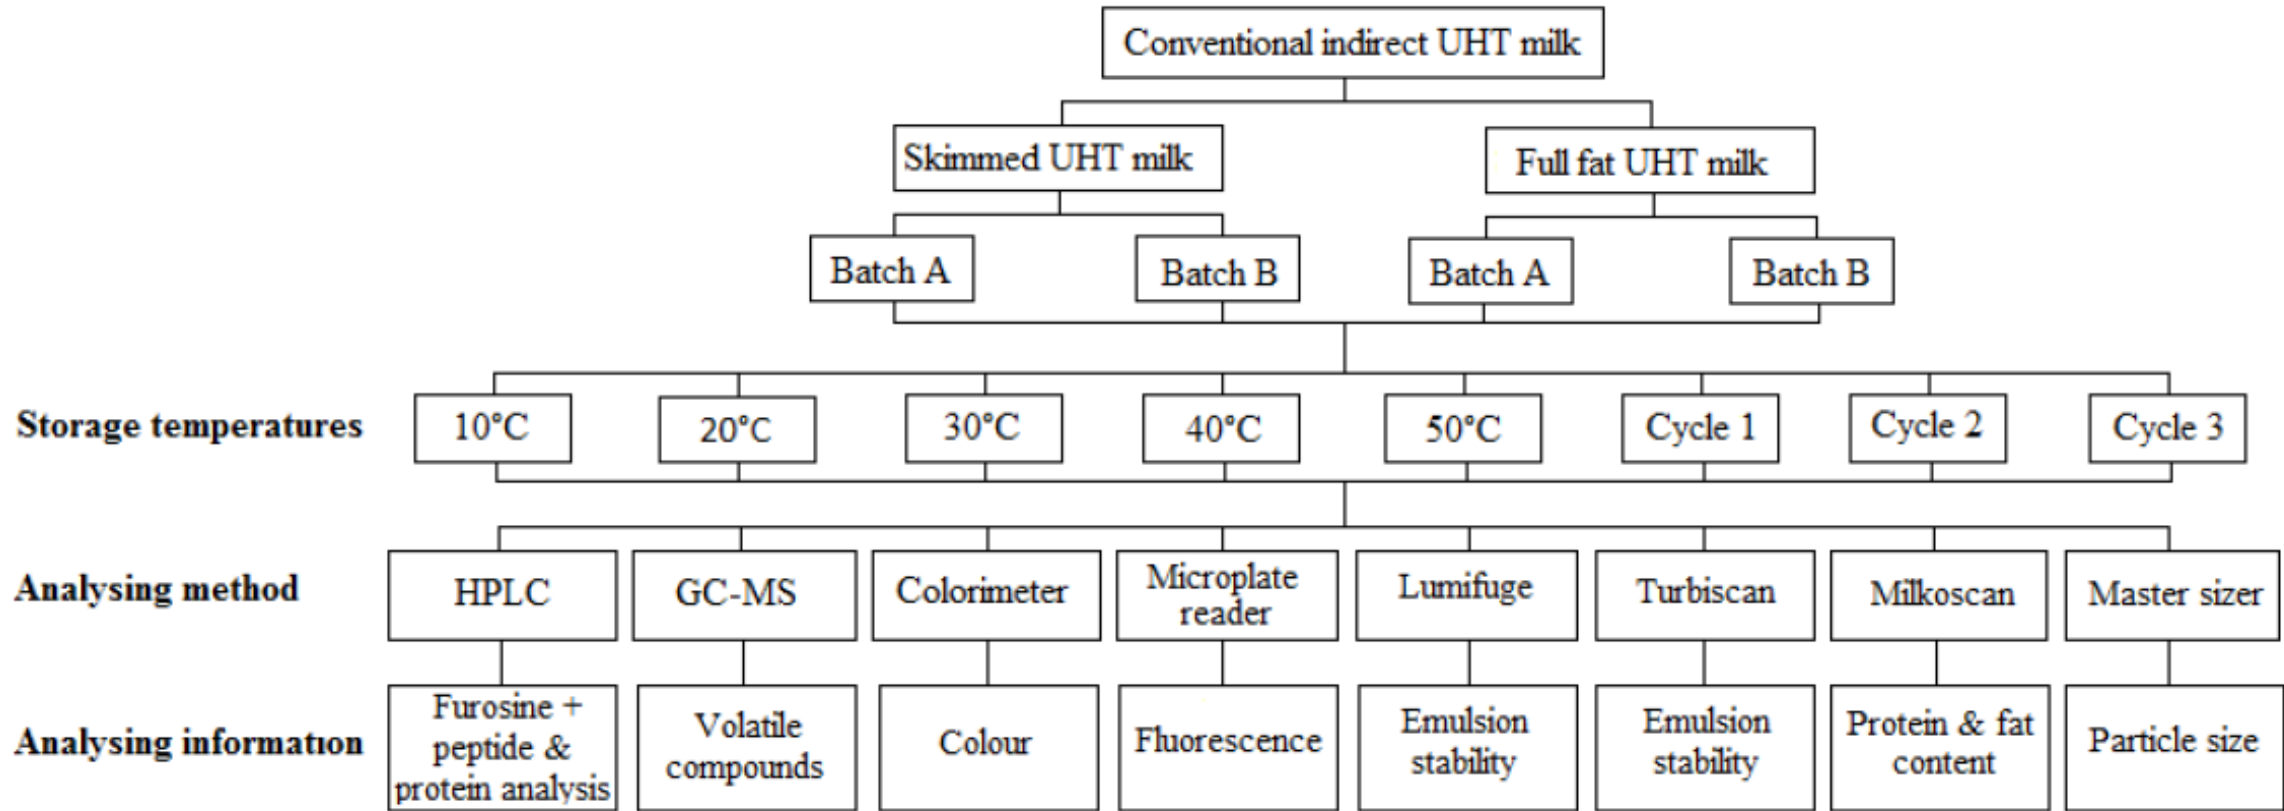 Conventional indirect UHT milk
Skimmed UHT milk
Full fat UHT milk
Batch A
Batch B
Batch A
Batch B
Storage temperatures
10°C
20°C
30°C
40°C
50°C
Cycle 1
Cycle 2
Cycle 3
Analysing method
HPLC
GC-MS
Colorimeter
Microplate
reader
Lumifuge
Turbiscan
Milkoscan
Master sizer
Analysing information
Furosine +
peptide &
protein analysis
Volatile
compounds
Colour
Fluorescence
Emulsion
stability
Emulsion
stability
Protein & fat
content
Particle size